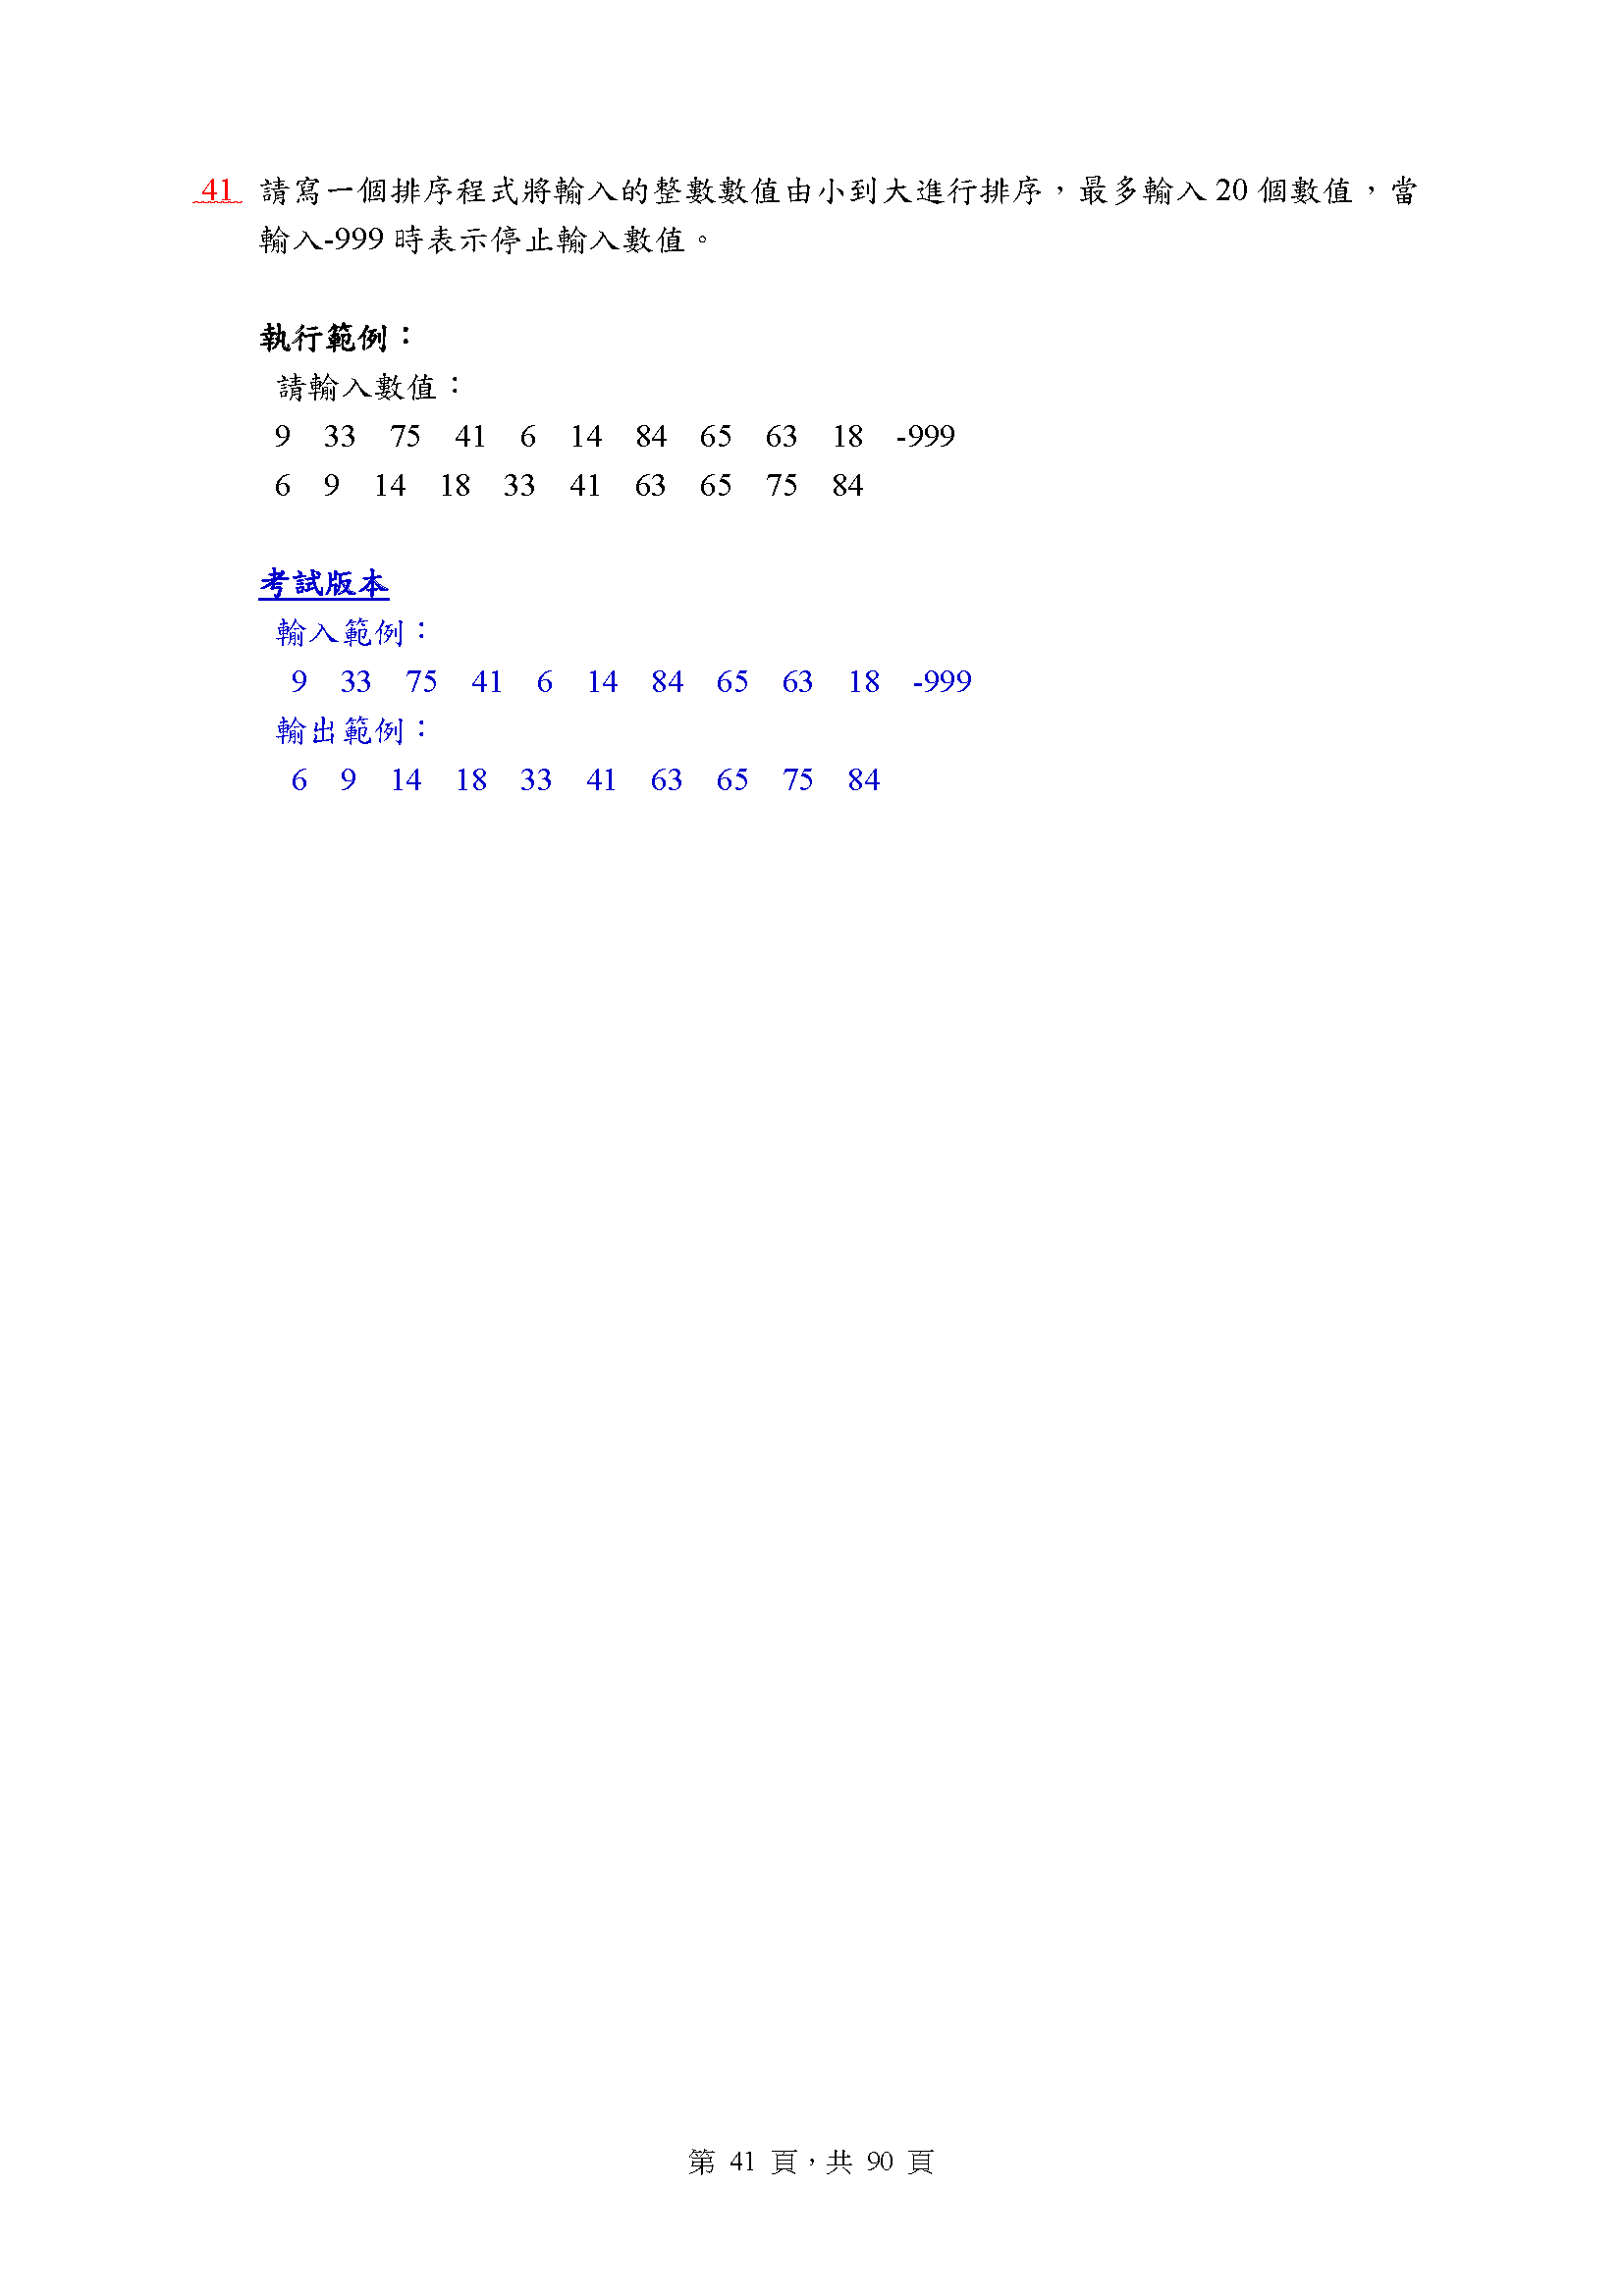 41 請寫一個排序程式將輸入的整數數值由小到大進行排序，最多輸入 20 個數值，當
輸入-999 時表示停止輸入數值。
執行範例：
請輸入數值：
9 33 75 41 6 14 84 65 63 18 -999
6 9 14 18 33 41 63 65 75 84
考試版本
輸入範例：
9 33 75 41 6 14 84 65 63 18 -999
輸出範例：
6 9 14 18 33 41 63 65 75 84
第 41 頁，共 90 頁